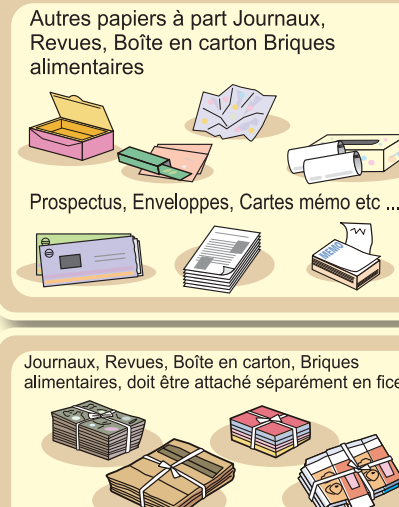 Autres papiers à part Journaux,
Revues, Boîte en carton Briques
alimentaires
Prospectus, Enveloppes, Cartes mémo etc ...
MEMO
Journaux, Revues, Boîte en carton, Briques
alimentaires, doit être attaché séparément en fice